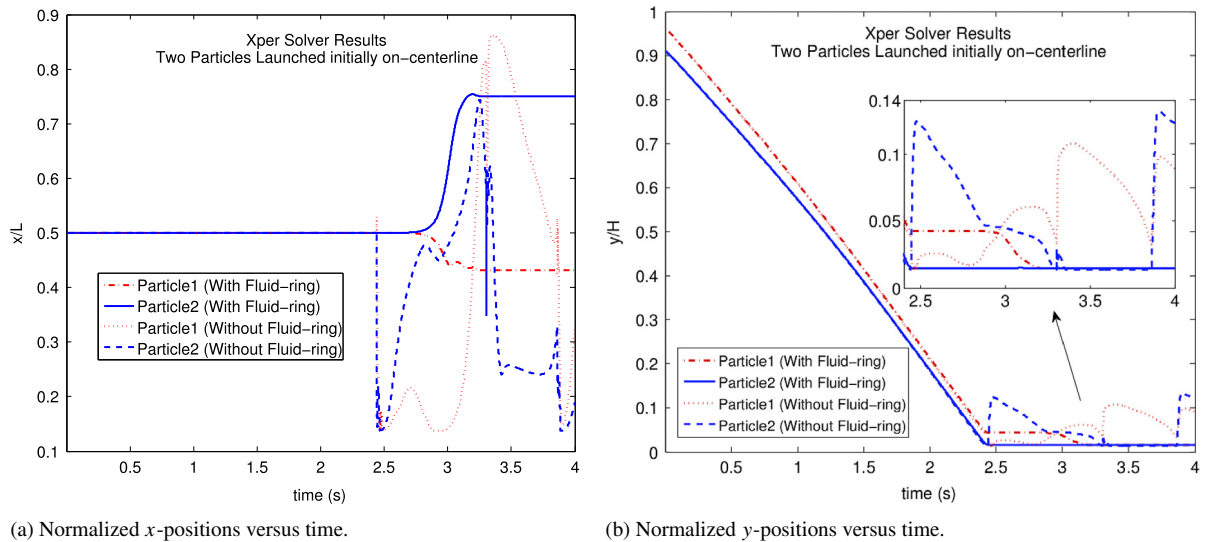 Xper Solver Results
Two Particles Launched initially on−centerline
0.9
0.8
0.7
0.6
0.5
0.4
0.3
0.2
0.1
x/L
Particle1 (With Fluid−ring)
Particle2 (With Fluid−ring)
Particle1 (Without Fluid−ring)
Particle2 (Without Fluid−ring)
0.5 1 1.5 2 2.5 3 3.5 4
time (s)
(a) Normalized x-positions versus time.
Xper Solver Results
Two Particles Launched initially on−centerline
1
0.9
0.8
0.7
0.6
0.5
0.4
0.3
0.2
0.1
0
y/H
0.14
0.1
0.05
0
2.5 3 3.5 4
Particle1 (With Fluid−ring)
Particle2 (With Fluid−ring)
Particle1 (Without Fluid−ring)
Particle2 (Without Fluid−ring)
0.5 1 1.5 2 2.5 3 3.5 4
time (s)
(b) Normalized y-positions versus time.